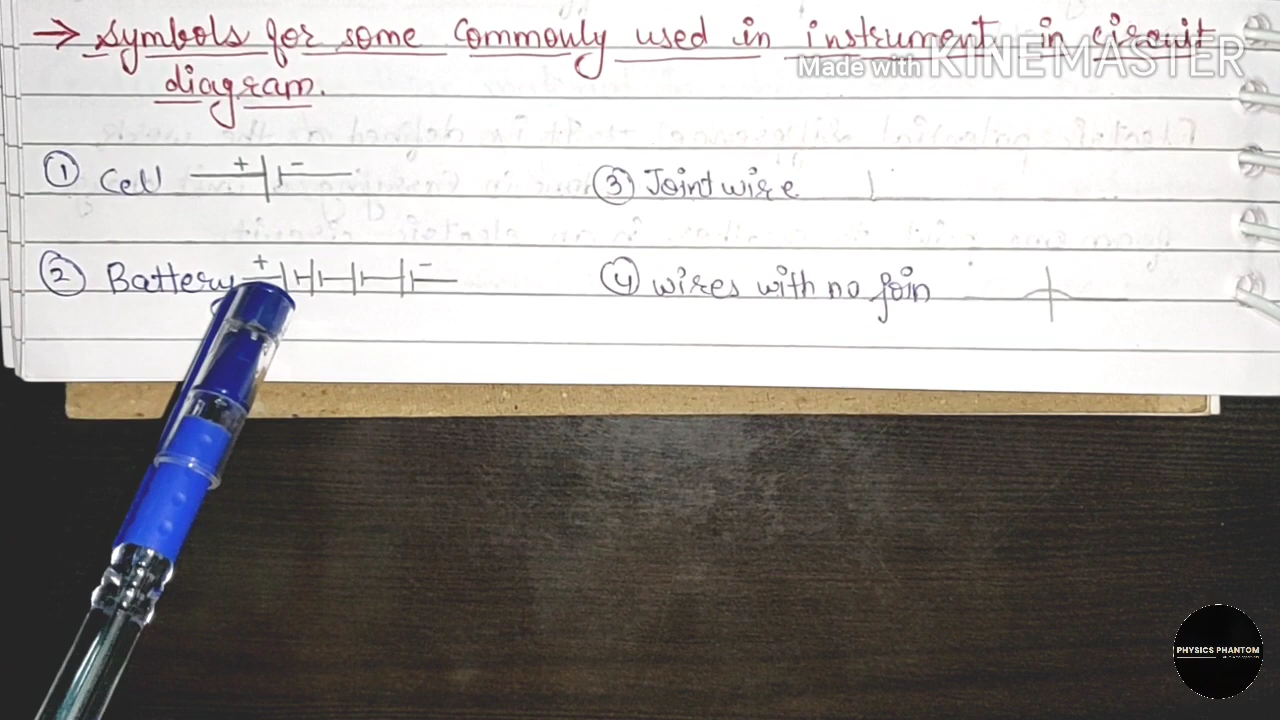 → Symbols for some Commonly used in instrument in circuit
diagram.
Made with KINEMASTER
① Cell + −
③ Joint wire
② Battery + −
④ wires with no join
PHYSICS PHANTOM